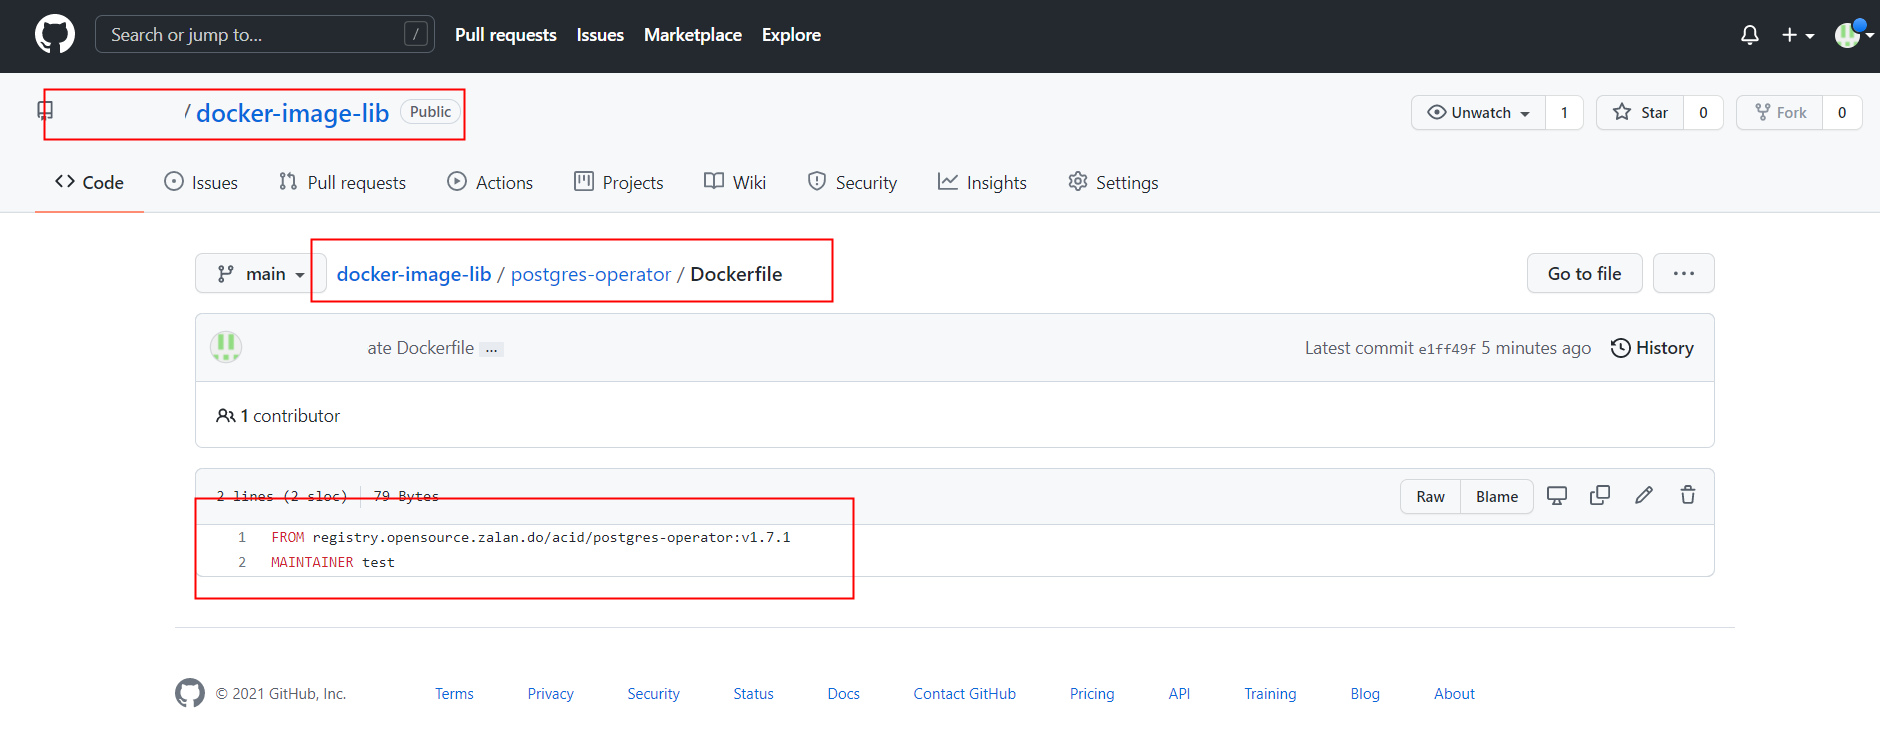 Search or jump to... /
Pull requests Issues Marketplace Explore
/ docker-image-lib Public
Unwatch 1 Star 0 Fork 0
Code Issues Pull requests Actions Projects Wiki Security Insights Settings
main docker-image-lib / postgres-operator / Dockerfile Go to file ...
ate Dockerfile ... Latest commit e1ff49f 5 minutes ago History
1 contributor
2 lines (2 sloc) 79 Bytes Raw Blame
1 FROM registry.opensource.zalan.do/acid/postgres-operator:v1.7.1
2 MAINTAINER test
© 2021 GitHub, Inc. Terms Privacy Security Status Docs Contact GitHub Pricing API Training Blog About